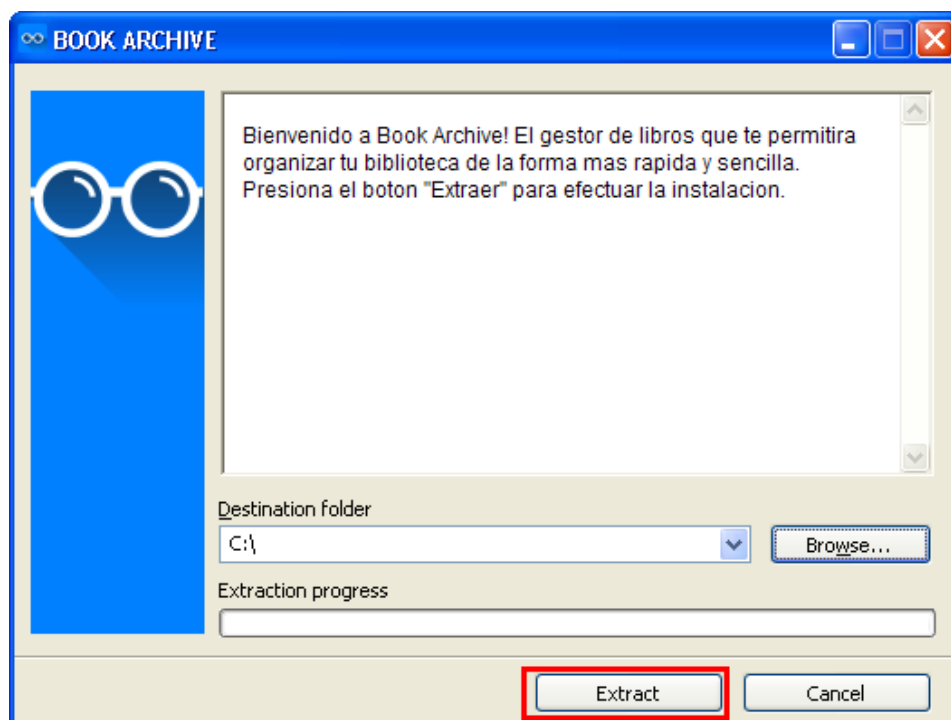 BOOK ARCHIVE
Bienvenido a Book Archive! El gestor de libros que te permitira
organizar tu biblioteca de la forma mas rapida y sencilla.
Presiona el boton "Extraer" para efectuar la instalacion.
Destination folder
C:\
Browse...
Extraction progress
Extract
Cancel